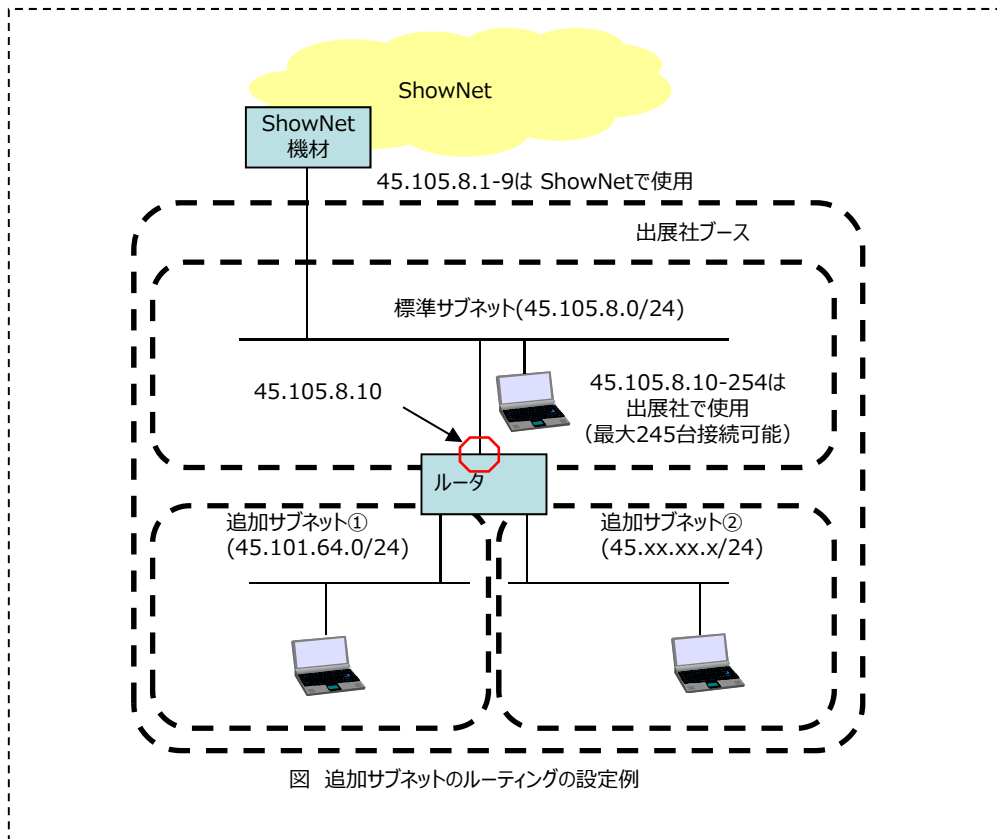 ShowNet
ShowNet
機材
45.105.8.1-9は ShowNetで使用
出展社ブース
標準サブネット(45.105.8.0/24)
45.105.8.10
45.105.8.10-254は
出展社で使用
（最大245台接続可能）
ルータ
追加サブネット①
(45.101.64.0/24)
追加サブネット②
(45.xx.xx.x/24)
図 追加サブネットのルーティングの設定例